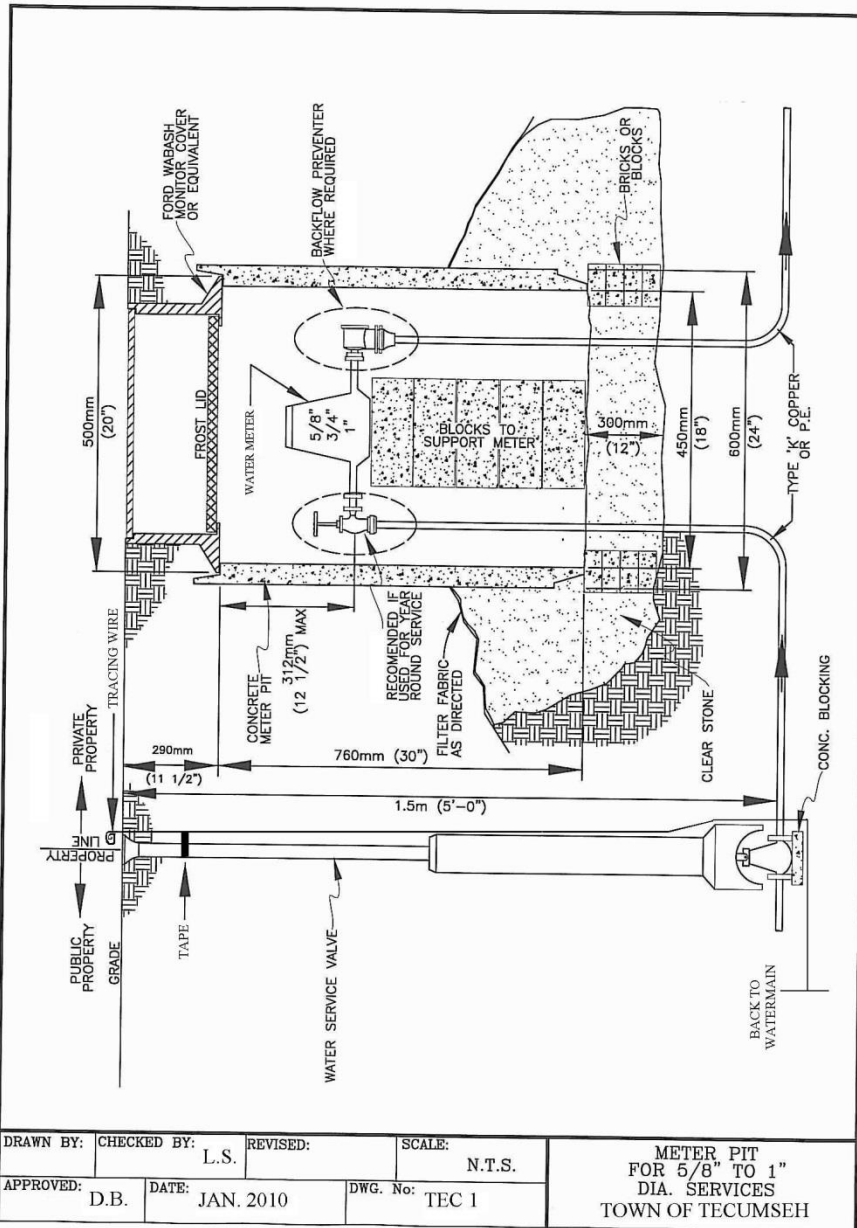 PUBLIC
PROPERTY
PROPERTY
LINE
PRIVATE
PROPERTY
GRADE
TRACING WIRE
TAPE
WATER SERVICE VALVE
BACK TO
WATERMAIN
CONC. BLOCKING
290mm
(11 1/2")
760mm (30")
1.5m (5'-0")
CONCRETE
METER PIT
312mm
(12 1/2") MAX
RECOMENDED IF
USED FOR YEAR
ROUND SERVICE
FILTER FABRIC
AS DIRECTED
CLEAR STONE
500mm
(20")
FROST LID
WATER METER
5/8"
3/4"
1"
BLOCKS TO
SUPPORT METER
300mm
(12")
450mm
(18")
600mm
(24")
TYPE 'K' COPPER
OR P.E.
FORD WABASH
MONITOR COVER
OR EQUIVALENT
BACKFLOW PREVENTER
WHERE REQUIRED
BRICKS OR
BLOCKS
DRAWN BY:
CHECKED BY: L.S.
REVISED:
SCALE: N.T.S.
APPROVED: D.B.
DATE: JAN. 2010
DWG. No: TEC 1
METER PIT
FOR 5/8" TO 1"
DIA. SERVICES
TOWN OF TECUMSEH